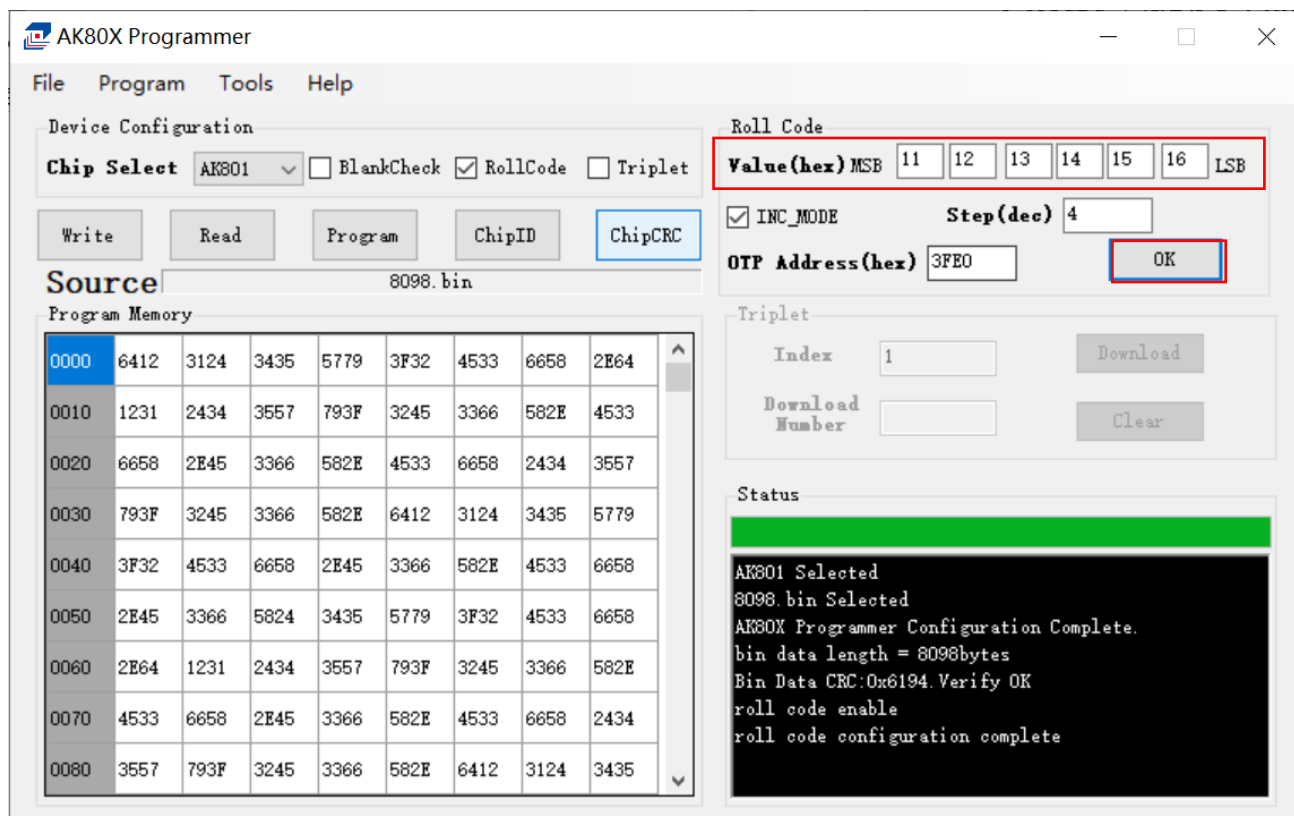 AK80X Programmer
File Program Tools Help
Device Configuration
Chip Select AK801 BlankCheck RollCode Triplet
Write Read Program ChipID ChipCRC
Source 8098.bin
Program Memory
0000 6412 3124 3435 5779 3F32 4533 6658 2E64
0010 1231 2434 3557 793F 3245 3366 582E 4533
0020 6658 2E45 3366 582E 4533 6658 2434 3557
0030 793F 3245 3366 582E 6412 3124 3435 5779
0040 3F32 4533 6658 2E45 3366 582E 4533 6658
0050 2E45 3366 5824 3435 5779 3F32 4533 6658
0060 2E64 1231 2434 3557 793F 3245 3366 582E
0070 4533 6658 2E45 3366 582E 4533 6658 2434
0080 3557 793F 3245 3366 582E 6412 3124 3435
Roll Code
Value(hex) MSB 11 12 13 14 15 16 LSB
INC_MODE Step(dec) 4
OTP Address(hex) 3FE0 OK
Triplet
Index 1 Download
Download
Number Clear
Status
AK801 Selected
8098.bin Selected
AK80X Programmer Configuration Complete.
bin data length = 8098bytes
Bin Data CRC:0x6194.Verify OK
roll code enable
roll code configuration complete